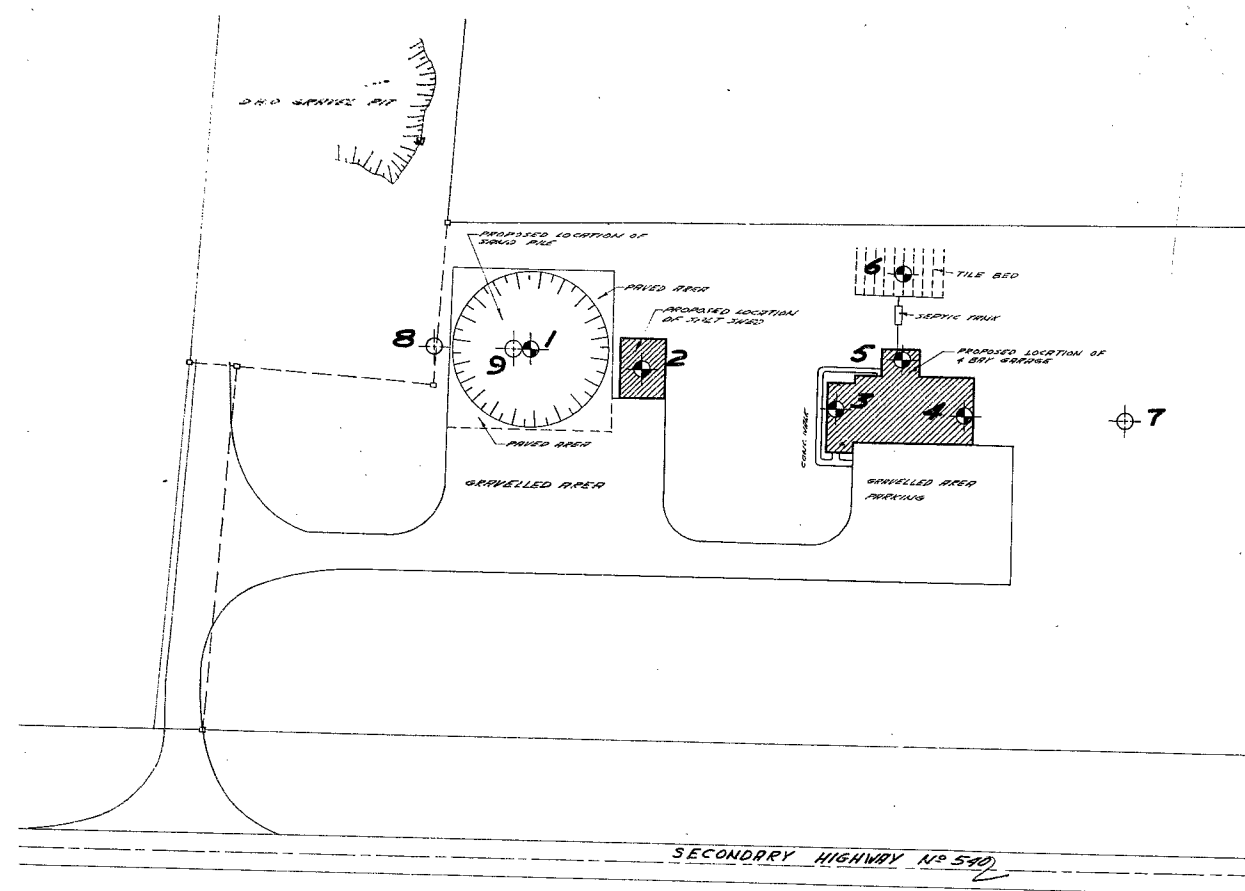 D.H.O GRAVEL PIT
PROPOSED LOCATION OF
SAND PILE
PAVED AREA
PROPOSED LOCATION
OF SALT SHED
6
TILE BED
SEPTIC TANK
8
9
1
2
5
PROPOSED LOCATION OF
4 BAY GARAGE
3
4
7
CONC. WALK
PAVED AREA
GRAVELLED AREA
GRAVELLED AREA
PARKING
SECONDARY HIGHWAY Nº 540